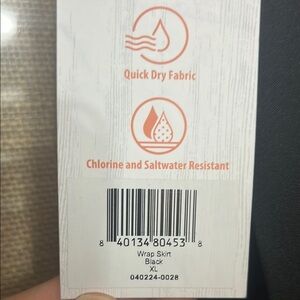 Quick Dry Fabric
Chlorine and Saltwater Resistant
8 40134 80453 8
Wrap Skirt
Black
XL
040224-0028